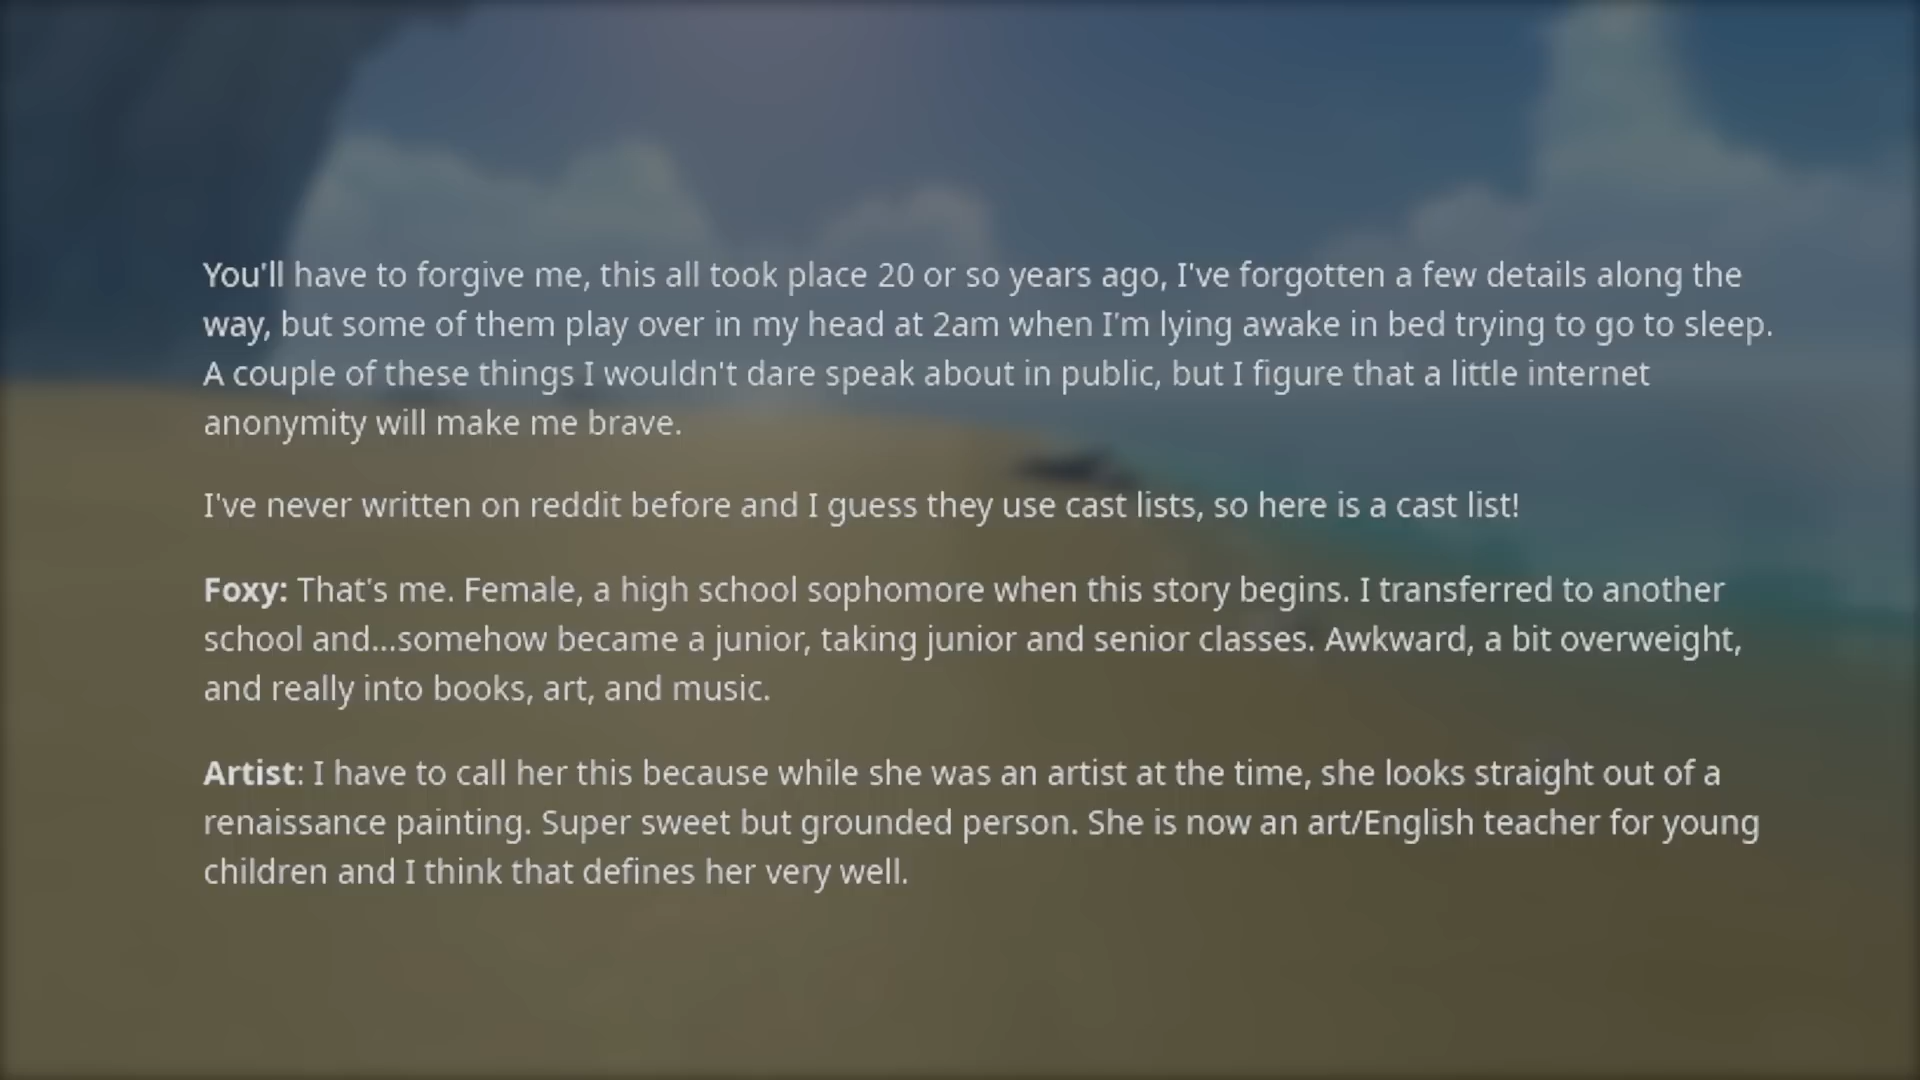 You'll have to forgive me, this all took place 20 or so years ago, I've forgotten a few details along the
way, but some of them play over in my head at 2am when I'm lying awake in bed trying to go to sleep.
A couple of these things I wouldn't dare speak about in public, but I figure that a little internet
anonymity will make me brave.
I've never written on reddit before and I guess they use cast lists, so here is a cast list!
Foxy: That's me. Female, a high school sophomore when this story begins. I transferred to another
school and...somehow became a junior, taking junior and senior classes. Awkward, a bit overweight,
and really into books, art, and music.
Artist: I have to call her this because while she was an artist at the time, she looks straight out of a
renaissance painting. Super sweet but grounded person. She is now an art/English teacher for young
children and I think that defines her very well.